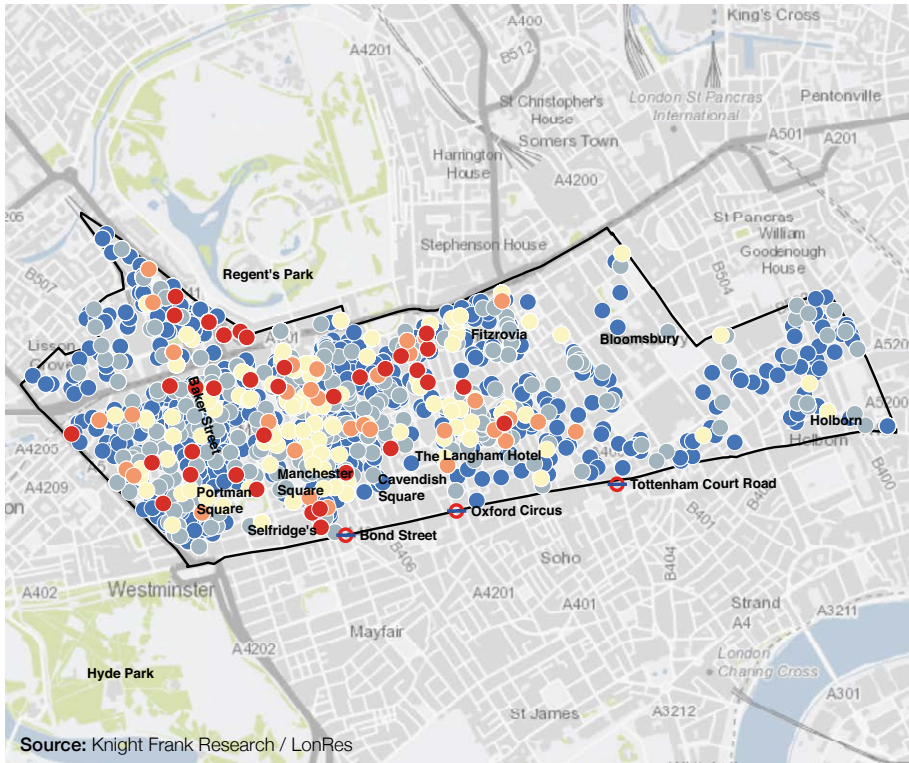 King's Cross
A400
A4201
B512
St Christopher's
House
London St Pancras
International
Pentonville
Somers Town
A501
A201
Harrington
House
A4200
St Pancras
William
Goodenough
House
Stephenson House
B507
Regent's Park
B504
Fitzrovia
Bloomsbury
Lisson
Baker Street
A5200
Holborn
Holborn
A4205
The Langham Hotel
Manchester
Square
Cavendish
Square
A4209
Portman
Square
Tottenham Court Road
B400
Oxford Circus
Selfridge's
B401
Bond Street
B406
Soho
B404
Westminster
A402
A4201
A401
Strand
A4
A3211
Mayfair
A4202
London
Charing Cross
Hyde Park
A301
St James
A3212
Source: Knight Frank Research / LonRes